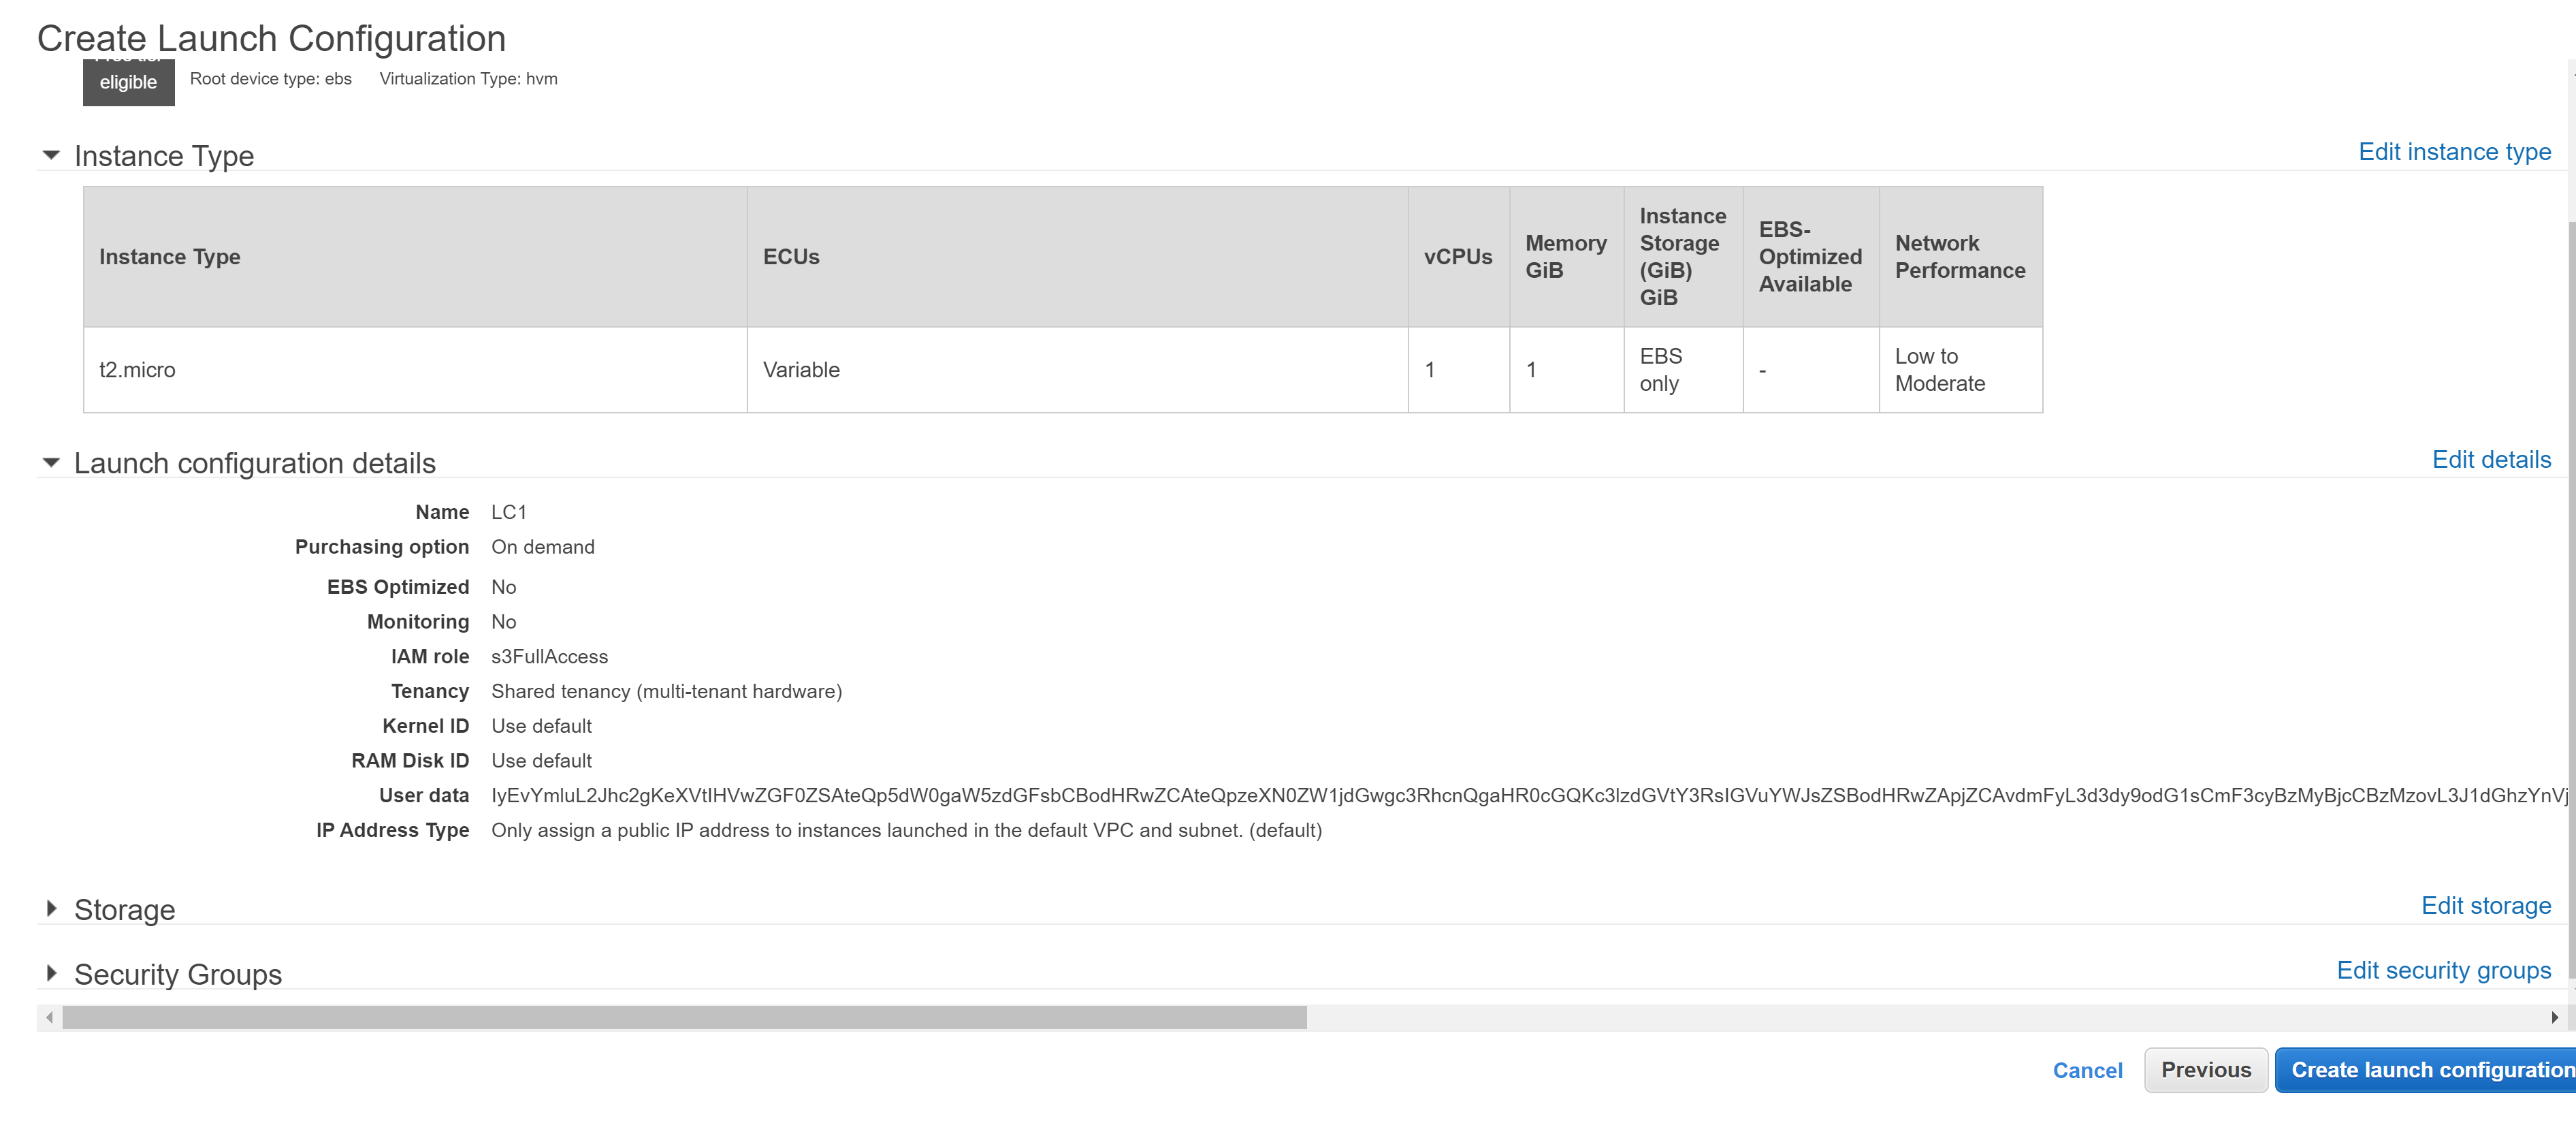 Create Launch Configuration
eligible Root device type: ebs Virtualization Type: hvm
Instance Type Edit instance type
Instance Type ECUs vCPUs Memory GiB Instance Storage (GiB) GiB EBS-Optimized Available Network Performance
t2.micro Variable 1 1 EBS only - Low to Moderate
Launch configuration details Edit details
Name LC1
Purchasing option On demand
EBS Optimized No
Monitoring No
IAM role s3FullAccess
Tenancy Shared tenancy (multi-tenant hardware)
Kernel ID Use default
RAM Disk ID Use default
User data IyEvYmluL2Jhc2gKeXVtIHVwZGF0ZSAteQp5dW0gaW5zdGFsbCBodHRwZCAteQpzeXN0ZW1jdGwgc3RhcnQgaHR0cGQKc3lzdGVtY3RsIGVuYWJsZSBodHRwZApjZCAvdmFyL3d3dy9odG1sCmF3cyBzMyBjcCBzMzovL3J1dGhzYnVj
IP Address Type Only assign a public IP address to instances launched in the default VPC and subnet. (default)
Storage Edit storage
Security Groups Edit security groups
Cancel Previous Create launch configuration